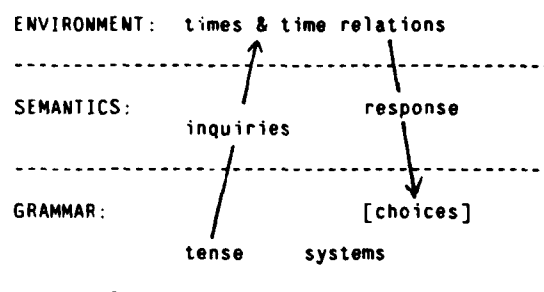 ENVIRONMENT: times & time relations
SEMANTICS: response
inquiries
GRAMMAR: [choices]
tense systems